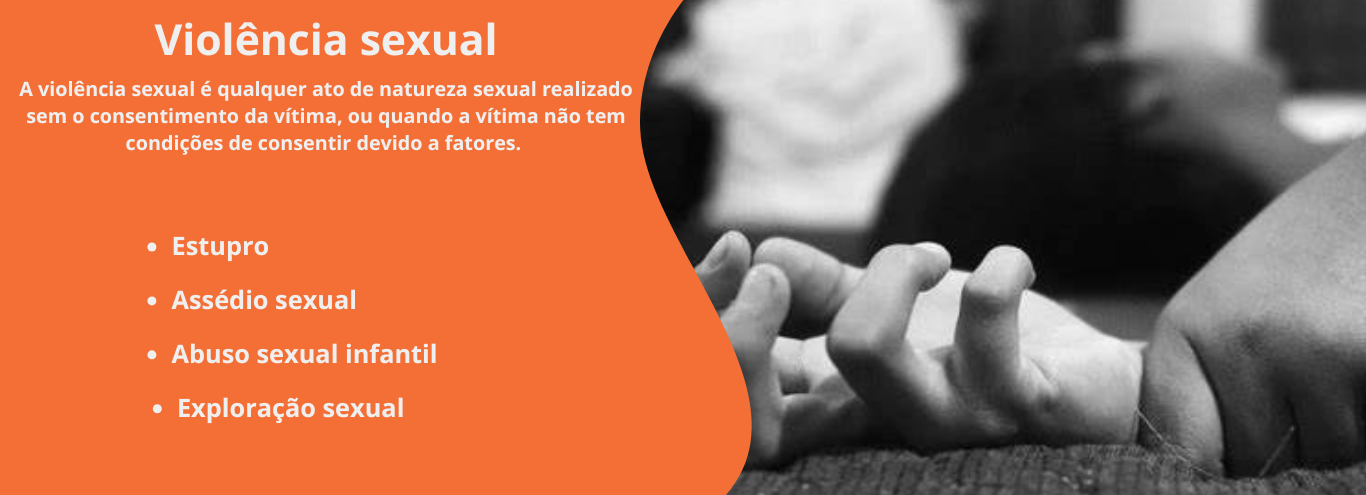 Violência sexual
A violência sexual é qualquer ato de natureza sexual realizado
sem o consentimento da vítima, ou quando a vítima não tem
condições de consentir devido a fatores.
• Estupro
• Assédio sexual
• Abuso sexual infantil
• Exploração sexual